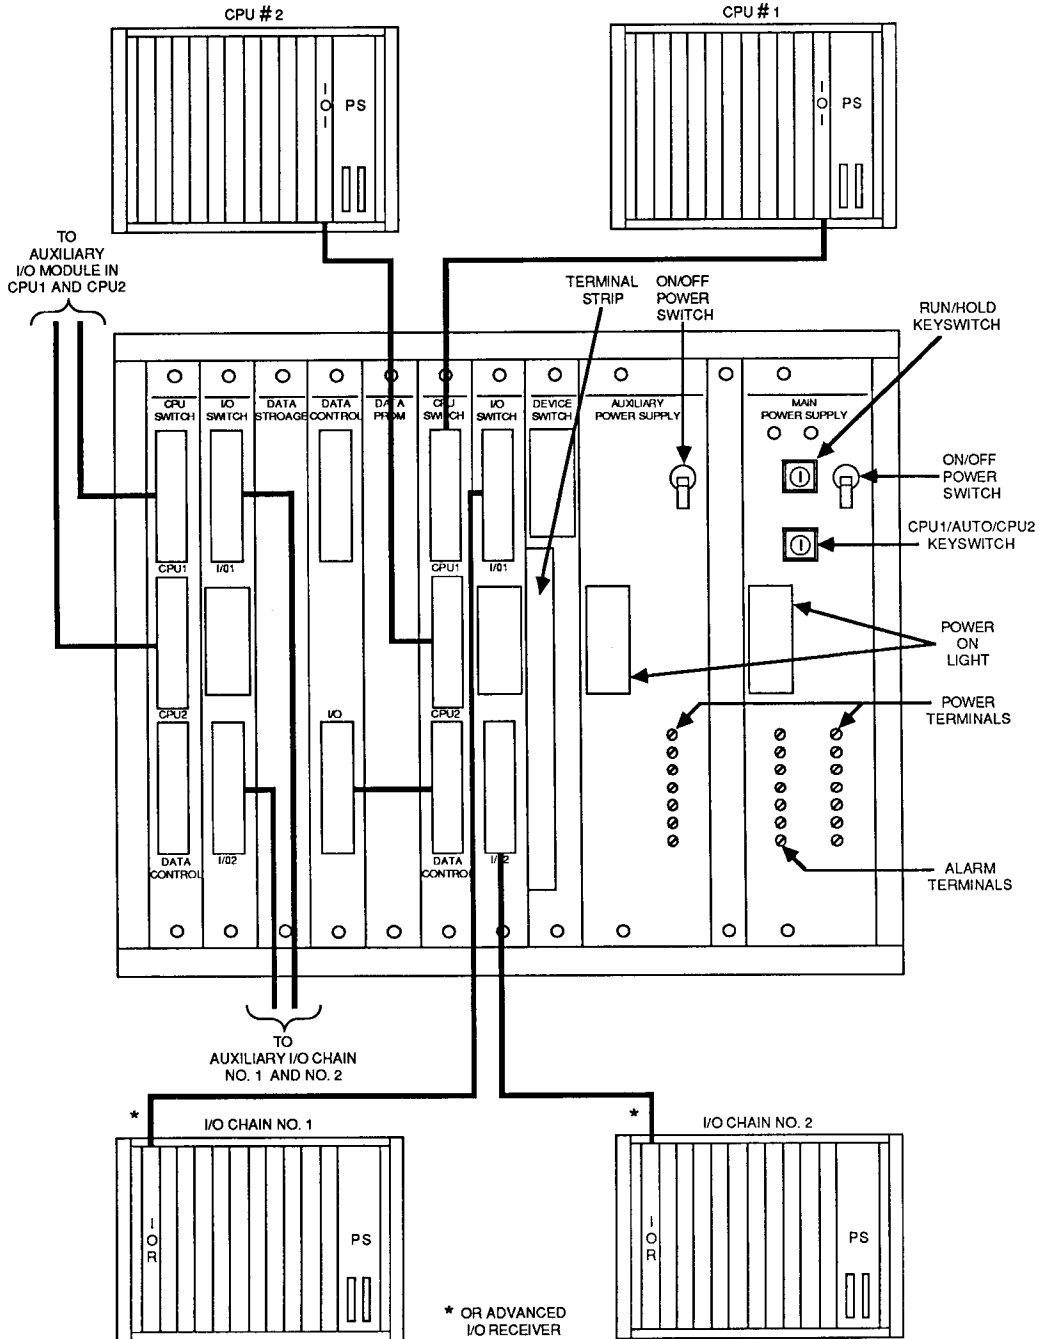 CPU # 2
CPU # 1
I
O
I
PS
I
O
I
PS
TO
AUXILIARY
I/O MODULE IN
CPU1 AND CPU2
TERMINAL
STRIP
ON/OFF
POWER
SWITCH
RUN/HOLD
KEYSWITCH
CPU
SWITCH
I/O
SWITCH
DATA
STROAGE
DATA
CONTROL
DATA
PROM
CPU
SWITCH
I/O
SWITCH
DEVICE
SWITCH
AUXILIARY
POWER SUPPLY
MAIN
POWER SUPPLY
ON/OFF
POWER
SWITCH
CPU1/AUTO/CPU2
KEYSWITCH
CPU1
I/O1
CPU1
I/O1
POWER
ON
LIGHT
CPU2
I/O
CPU2
POWER
TERMINALS
DATA
CONTROL
I/O2
DATA
CONTROL
I/O2
ALARM
TERMINALS
TO
AUXILIARY I/O CHAIN
NO. 1 AND NO. 2
*
I/O CHAIN NO. 1
*
I/O CHAIN NO. 2
I
O
R
PS
I
O
R
PS
* OR ADVANCED
I/O RECEIVER